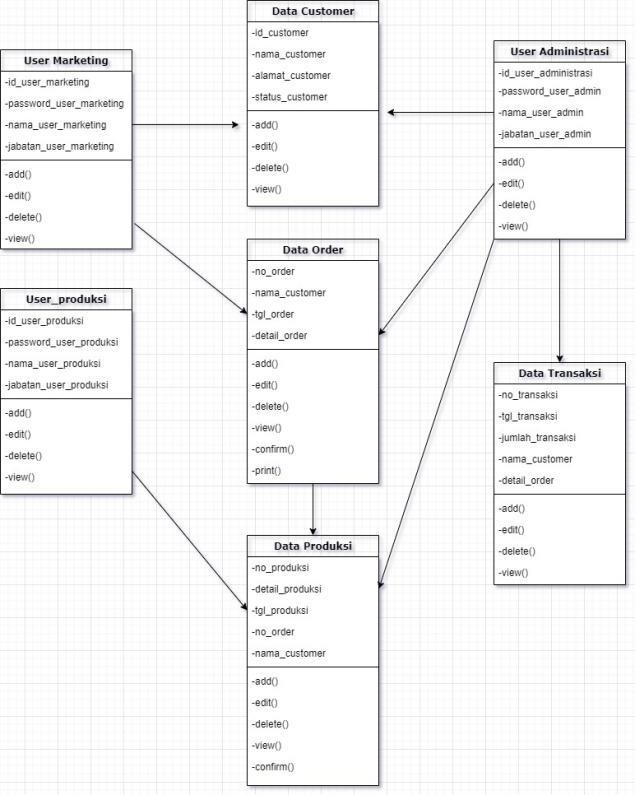 Data Customer
-id_customer
-nama_customer
-alamat_customer
-status_customer
-add()
-edit()
-delete()
-view()
User Marketing
-id_user_marketing
-password_user_marketing
-nama_user_marketing
-jabatan_user_marketing
-add()
-edit()
-delete()
-view()
User Administrasi
-id_user_administrasi
-password_user_admin
-nama_user_admin
-jabatan_user_admin
-add()
-edit()
-delete()
-view()
Data Order
-no_order
-nama_customer
-tgl_order
-detail_order
-add()
-edit()
-delete()
-view()
-confirm()
-print()
User_produksi
-id_user_produksi
-password_user_produksi
-nama_user_produksi
-jabatan_user_produksi
-add()
-edit()
-delete()
-view()
Data Transaksi
-no_transaksi
-tgl_transaksi
-jumlah_transaksi
-nama_customer
-detail_order
-add()
-edit()
-delete()
-view()
Data Produksi
-no_produksi
-detail_produksi
-tgl_produksi
-no_order
-nama_customer
-add()
-edit()
-delete()
-view()
-confirm()